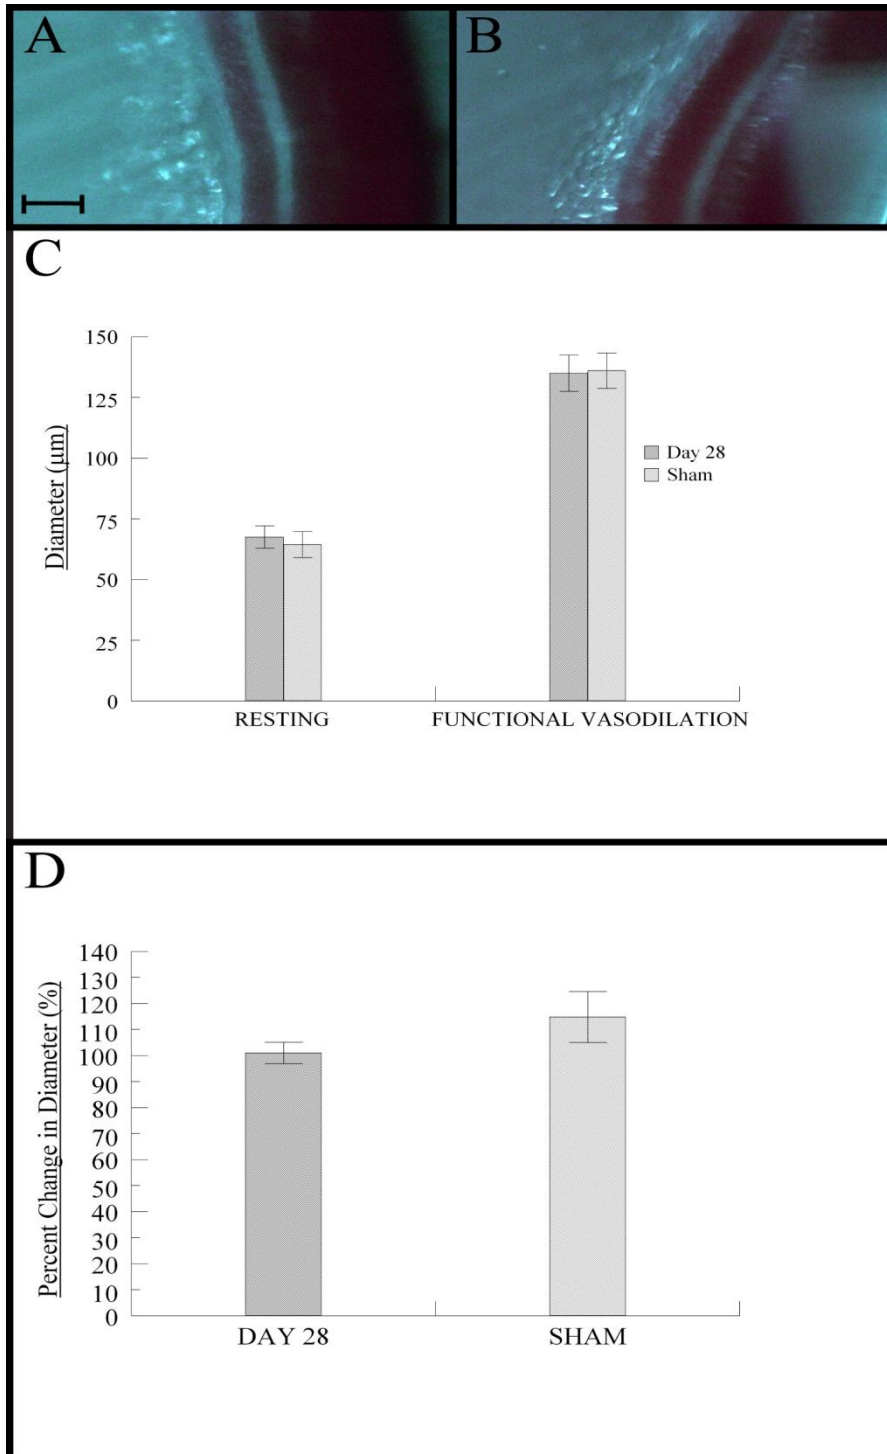 A
B
C
Diameter (µm)
150
125
100
75
50
25
0
Day 28
Sham
RESTING
FUNCTIONAL VASODILATION
D
Percent Change in Diameter (%)
140
130
120
110
100
90
80
70
60
50
40
30
20
10
0
DAY 28
SHAM